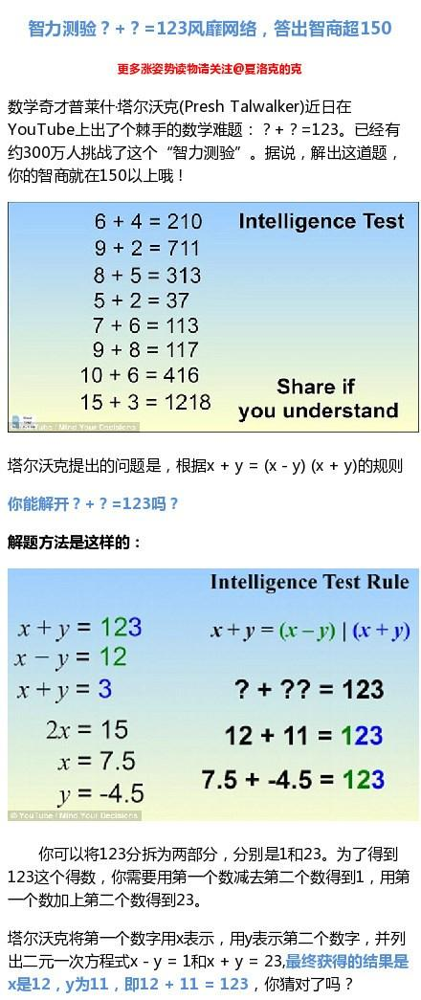 智力测验？+？=123风靡网络，答出智商超150
更多涨姿势读物请关注@夏洛克的克
数学奇才普莱什·塔尔沃克(Presh Talwalker)近日在
YouTube上出了个棘手的数学难题：？+？=123。已经有
约300万人挑战了这个“智力测验”。据说，解出这道题，
你的智商就在150以上哦！
6 + 4 = 210
Intelligence Test
9 + 2 = 711
8 + 5 = 313
5 + 2 = 37
7 + 6 = 113
9 + 8 = 117
10 + 6 = 416
15 + 3 = 1218
Share if
you understand
© YouTube / Mind Your Decisions
塔尔沃克提出的问题是，根据x + y = (x - y) (x + y)的规则
你能解开？+？=123吗？
解题方法是这样的：
Intelligence Test Rule
x + y = 123
x + y = (x – y) | (x + y)
x – y = 12
x + y = 3
? + ?? = 123
2x = 15
12 + 11 = 123
x = 7.5
7.5 + -4.5 = 123
y = -4.5
© YouTube / Mind Your Decisions
你可以将123分拆为两部分，分别是1和23。为了得到
123这个得数，你需要用第一个数减去第二个数得到1，用第
一个数加上第二个数得到23。
塔尔沃克将第一个数字用x表示，用y表示第二个数字，并列
出二元一次方程式x - y = 1和x + y = 23,最终获得的结果是
x是12，y为11，即12 + 11 = 123，你猜对了吗？